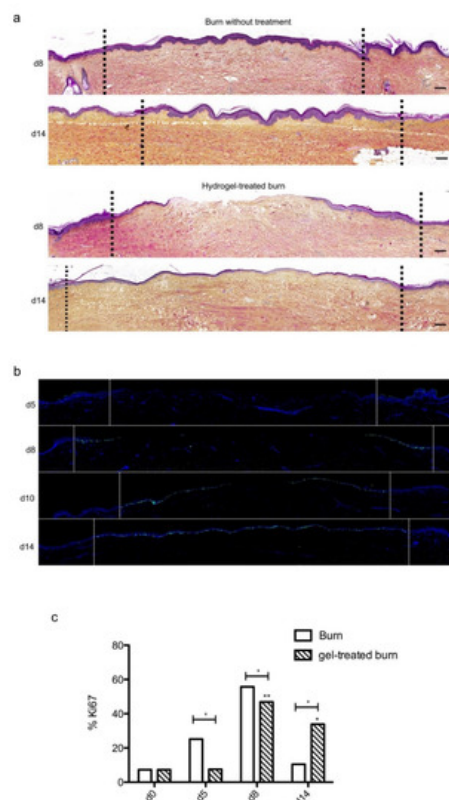 a
Burn without treatment
d8
d14
Hydrogel-treated burn
d8
d14
b
d5
d8
d10
d14
c
Burn
gel-treated burn
% Ki67
80
60
40
20
0
*
*
**
*
*
d0
d5
d8
d14